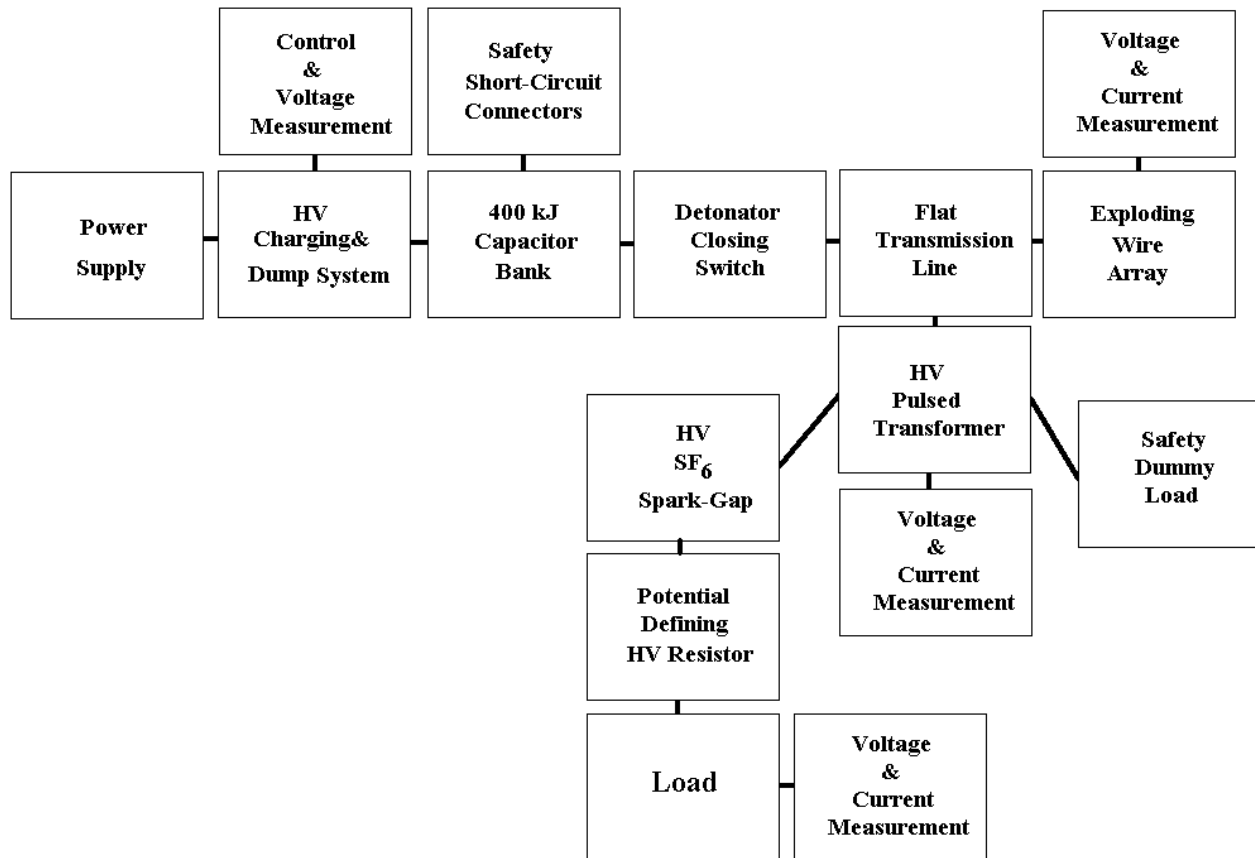 Control
&
Voltage
Measurement
Safety
Short-Circuit
Connectors
Voltage
&
Current
Measurement
Power
Supply
HV
Charging&
Dump System
400 kJ
Capacitor
Bank
Detonator
Closing
Switch
Flat
Transmission
Line
Exploding
Wire
Array
HV
Pulsed
Transformer
HV
SF6
Spark-Gap
Safety
Dummy
Load
Voltage
&
Current
Measurement
Potential
Defining
HV Resistor
Load
Voltage
&
Current
Measurement